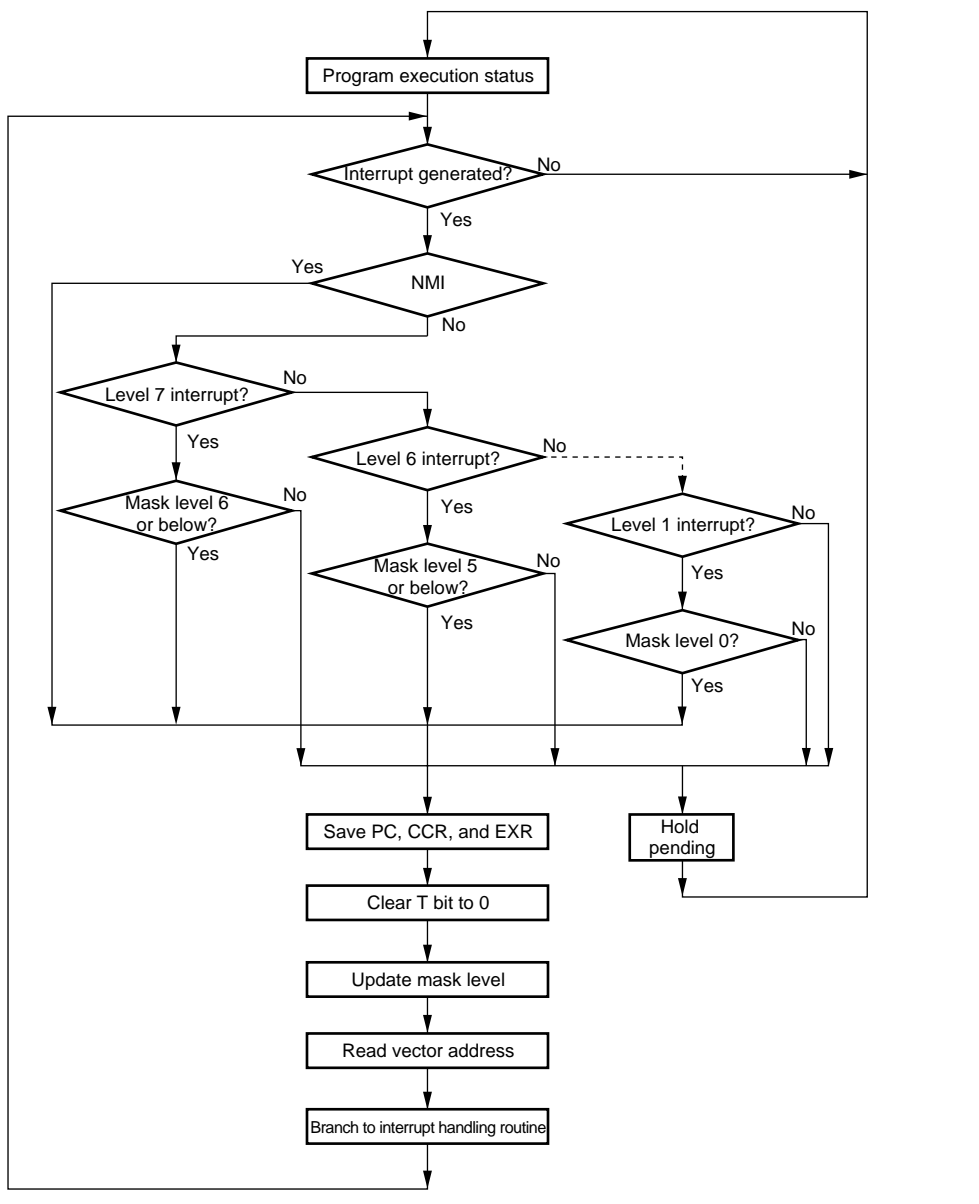 Program execution status
Interrupt generated?
No
Yes
Yes
NMI
No
Level 7 interrupt?
No
Yes
Level 6 interrupt?
No
Mask level 6
or below?
No
Yes
Yes
Level 1 interrupt?
No
Mask level 5
or below?
No
Yes
Yes
Mask level 0?
No
Yes
Save PC, CCR, and EXR
Hold
pending
Clear T bit to 0
Update mask level
Read vector address
Branch to interrupt handling routine